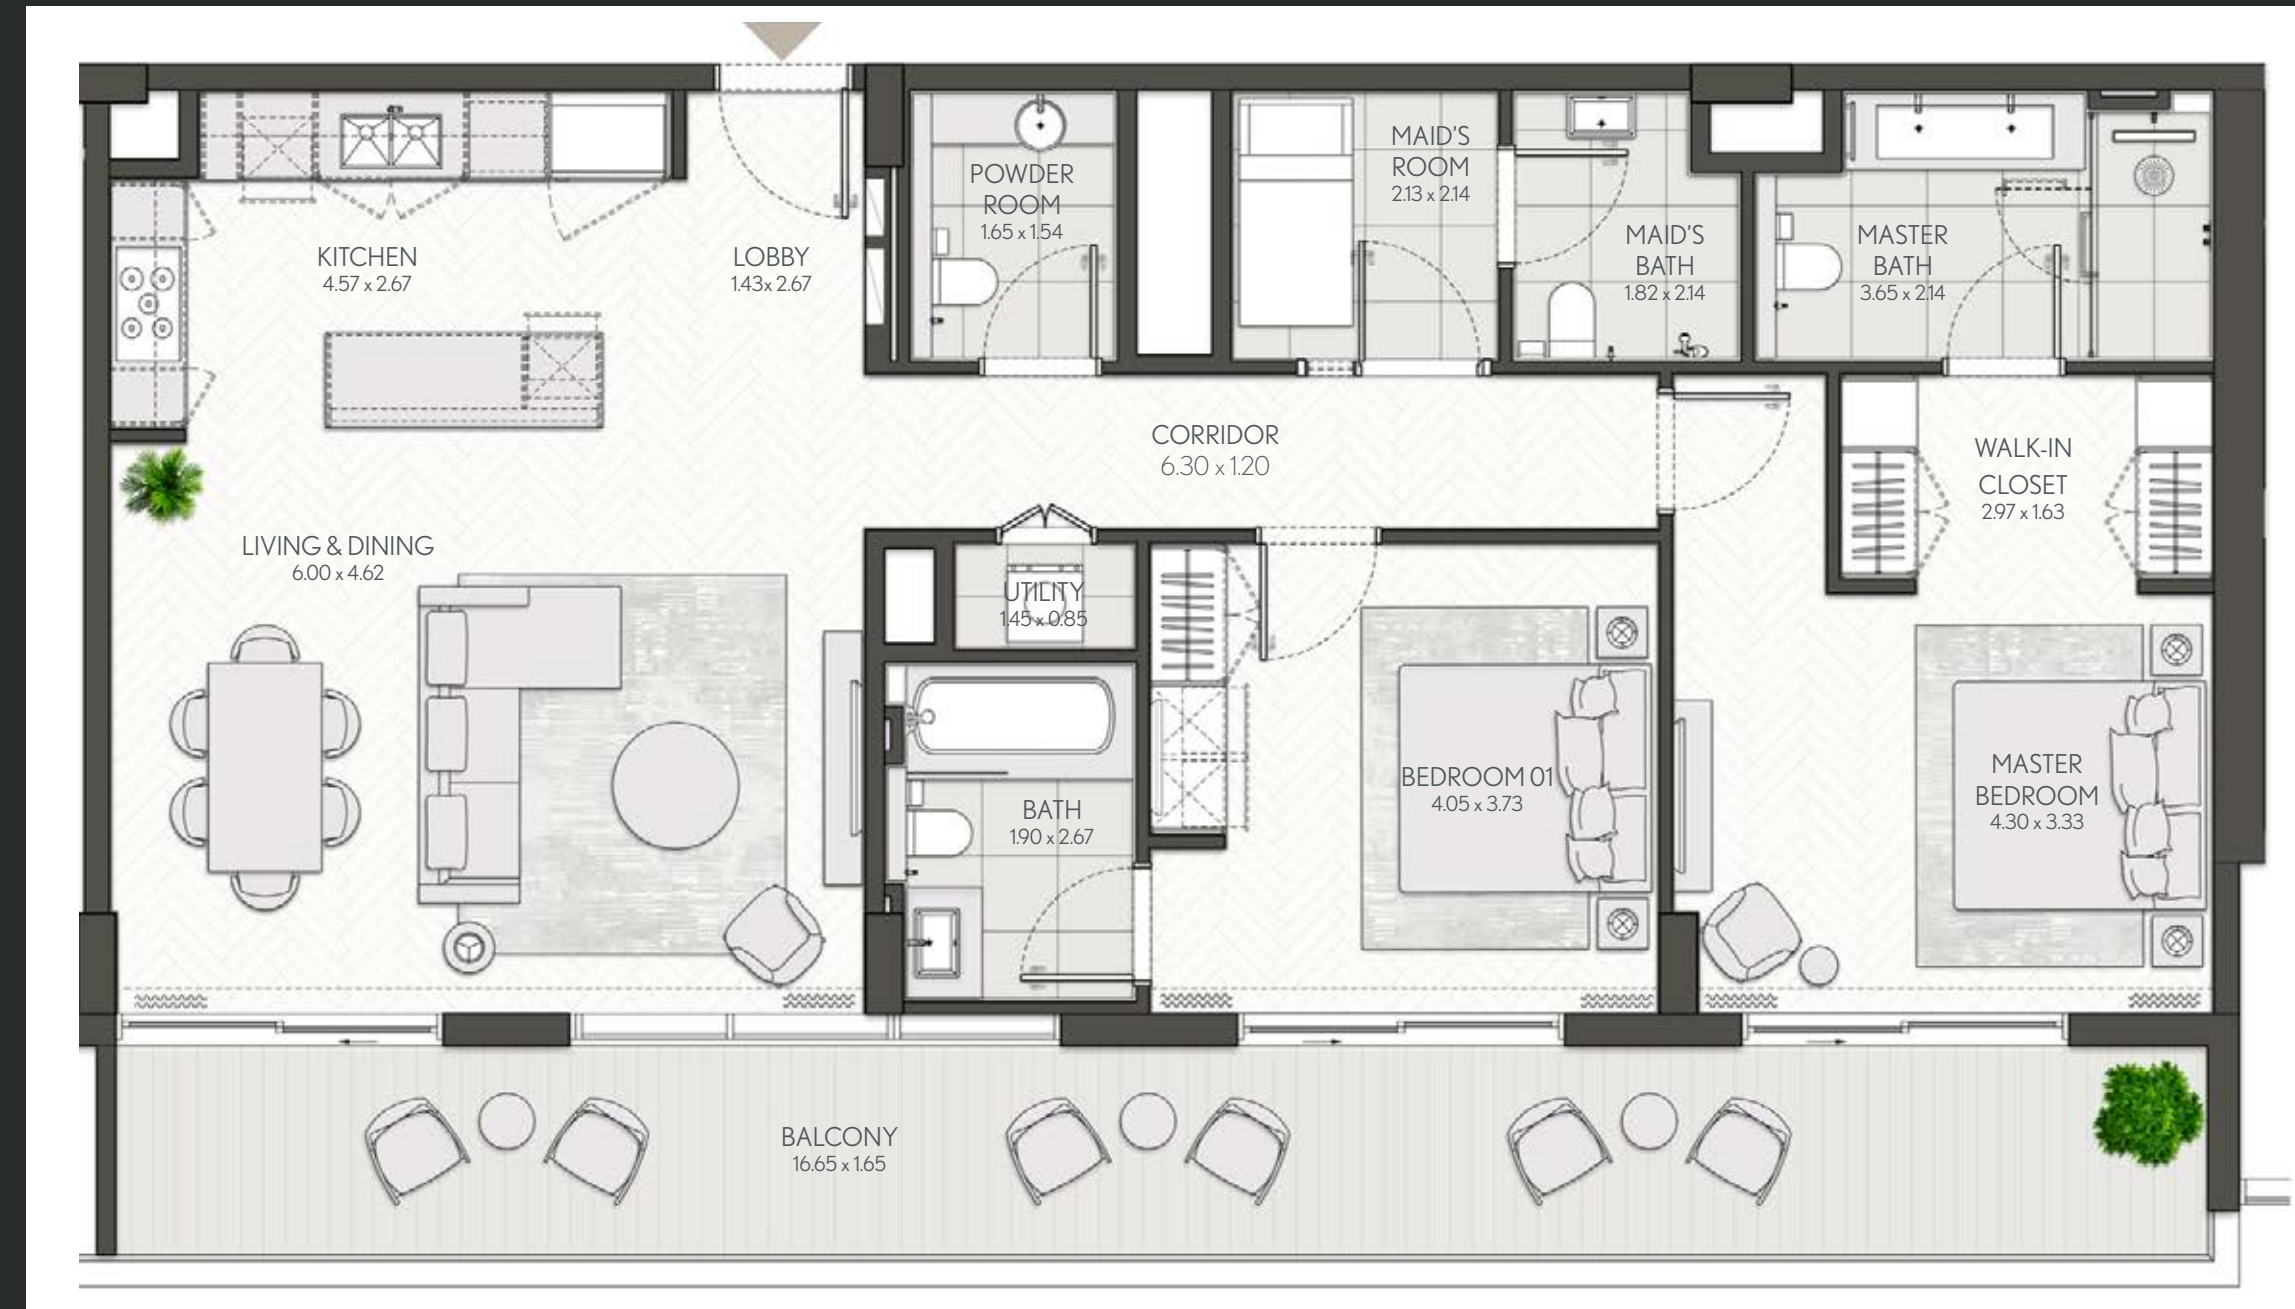 KITCHEN
4.57 x 2.67
LOBBY
1.43x 2.67
POWDER
ROOM
1.65 x 1.54
MAID'S
ROOM
2.13 x 2.14
MAID'S
BATH
1.82 x 2.14
MASTER
BATH
3.65 x 2.14
CORRIDOR
6.30 x 1.20
WALK-IN
CLOSET
2.97 x 1.63
LIVING & DINING
6.00 x 4.62
UTILITY
1.45 x 0.85
BATH
1.90 x 2.67
BEDROOM 01
4.05 x 3.73
MASTER
BEDROOM
4.30 x 3.33
BALCONY
16.65 x 1.65